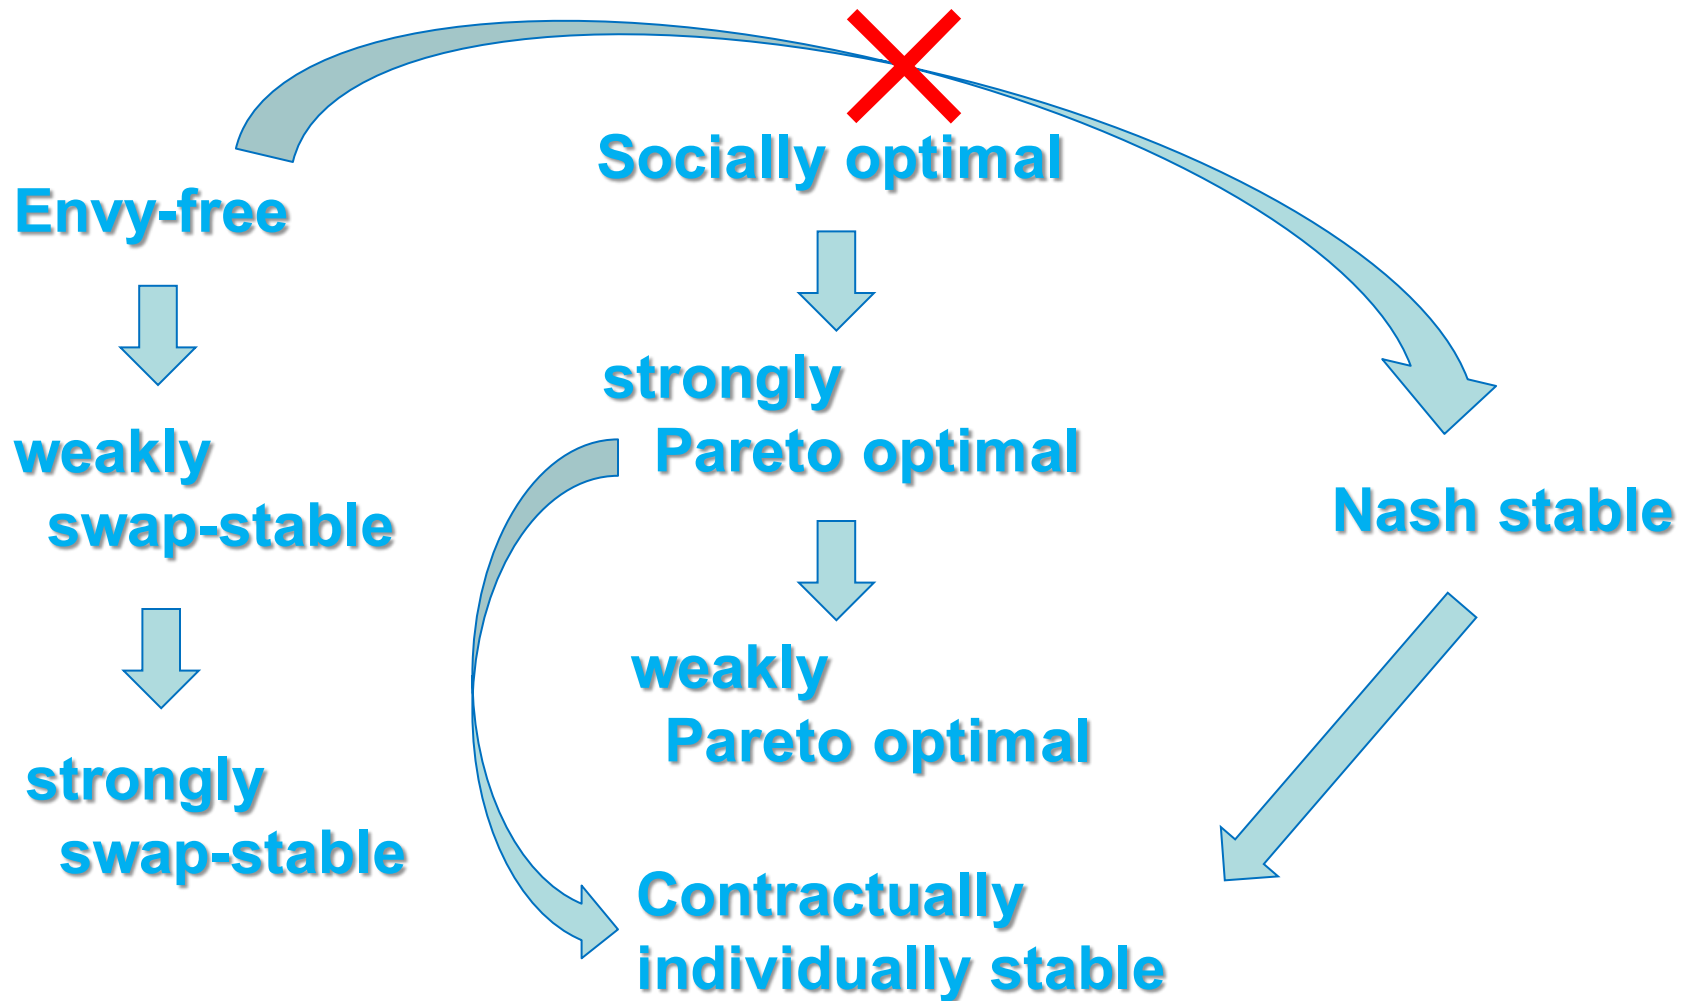 Socially optimal
Envy-free
strongly
Pareto optimal
weakly
swap-stable
Nash stable
weakly
Pareto optimal
strongly
swap-stable
Contractually
individually stable